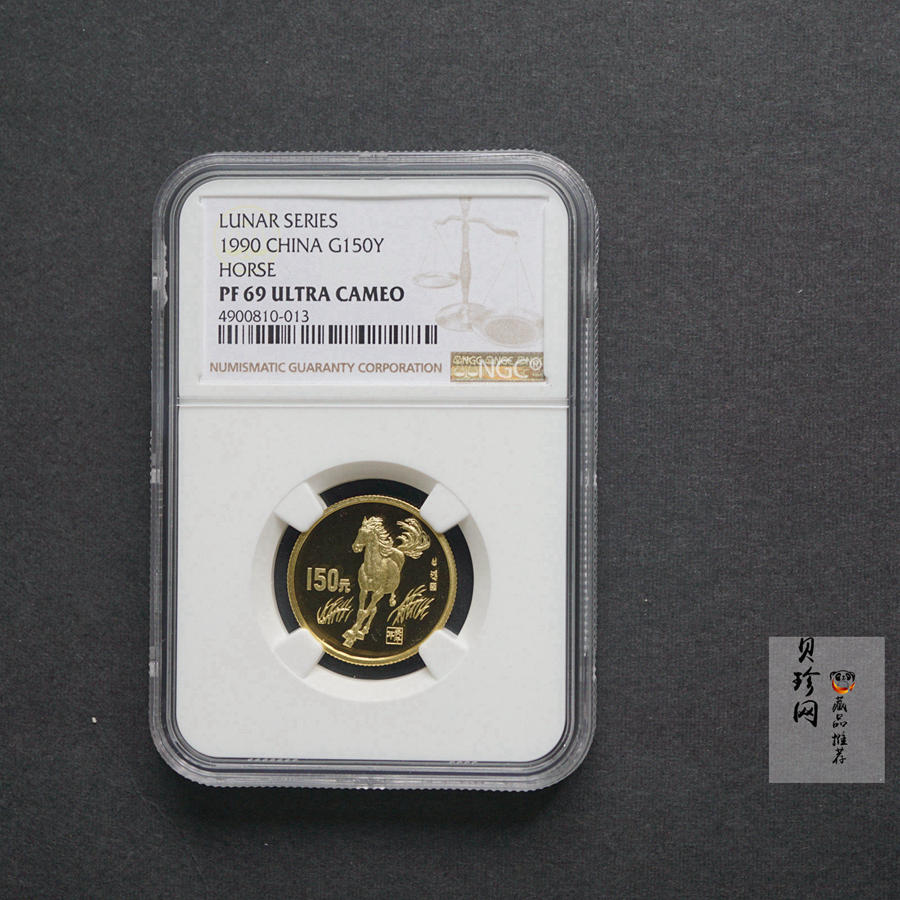 LUNAR SERIES
1990 CHINA G150Y
HORSE
PF 69 ULTRA CAMEO
4900810-013
NUMISMATIC GUARANTY CORPORATION
NGC®
150元
贝珍网
藏品推荐